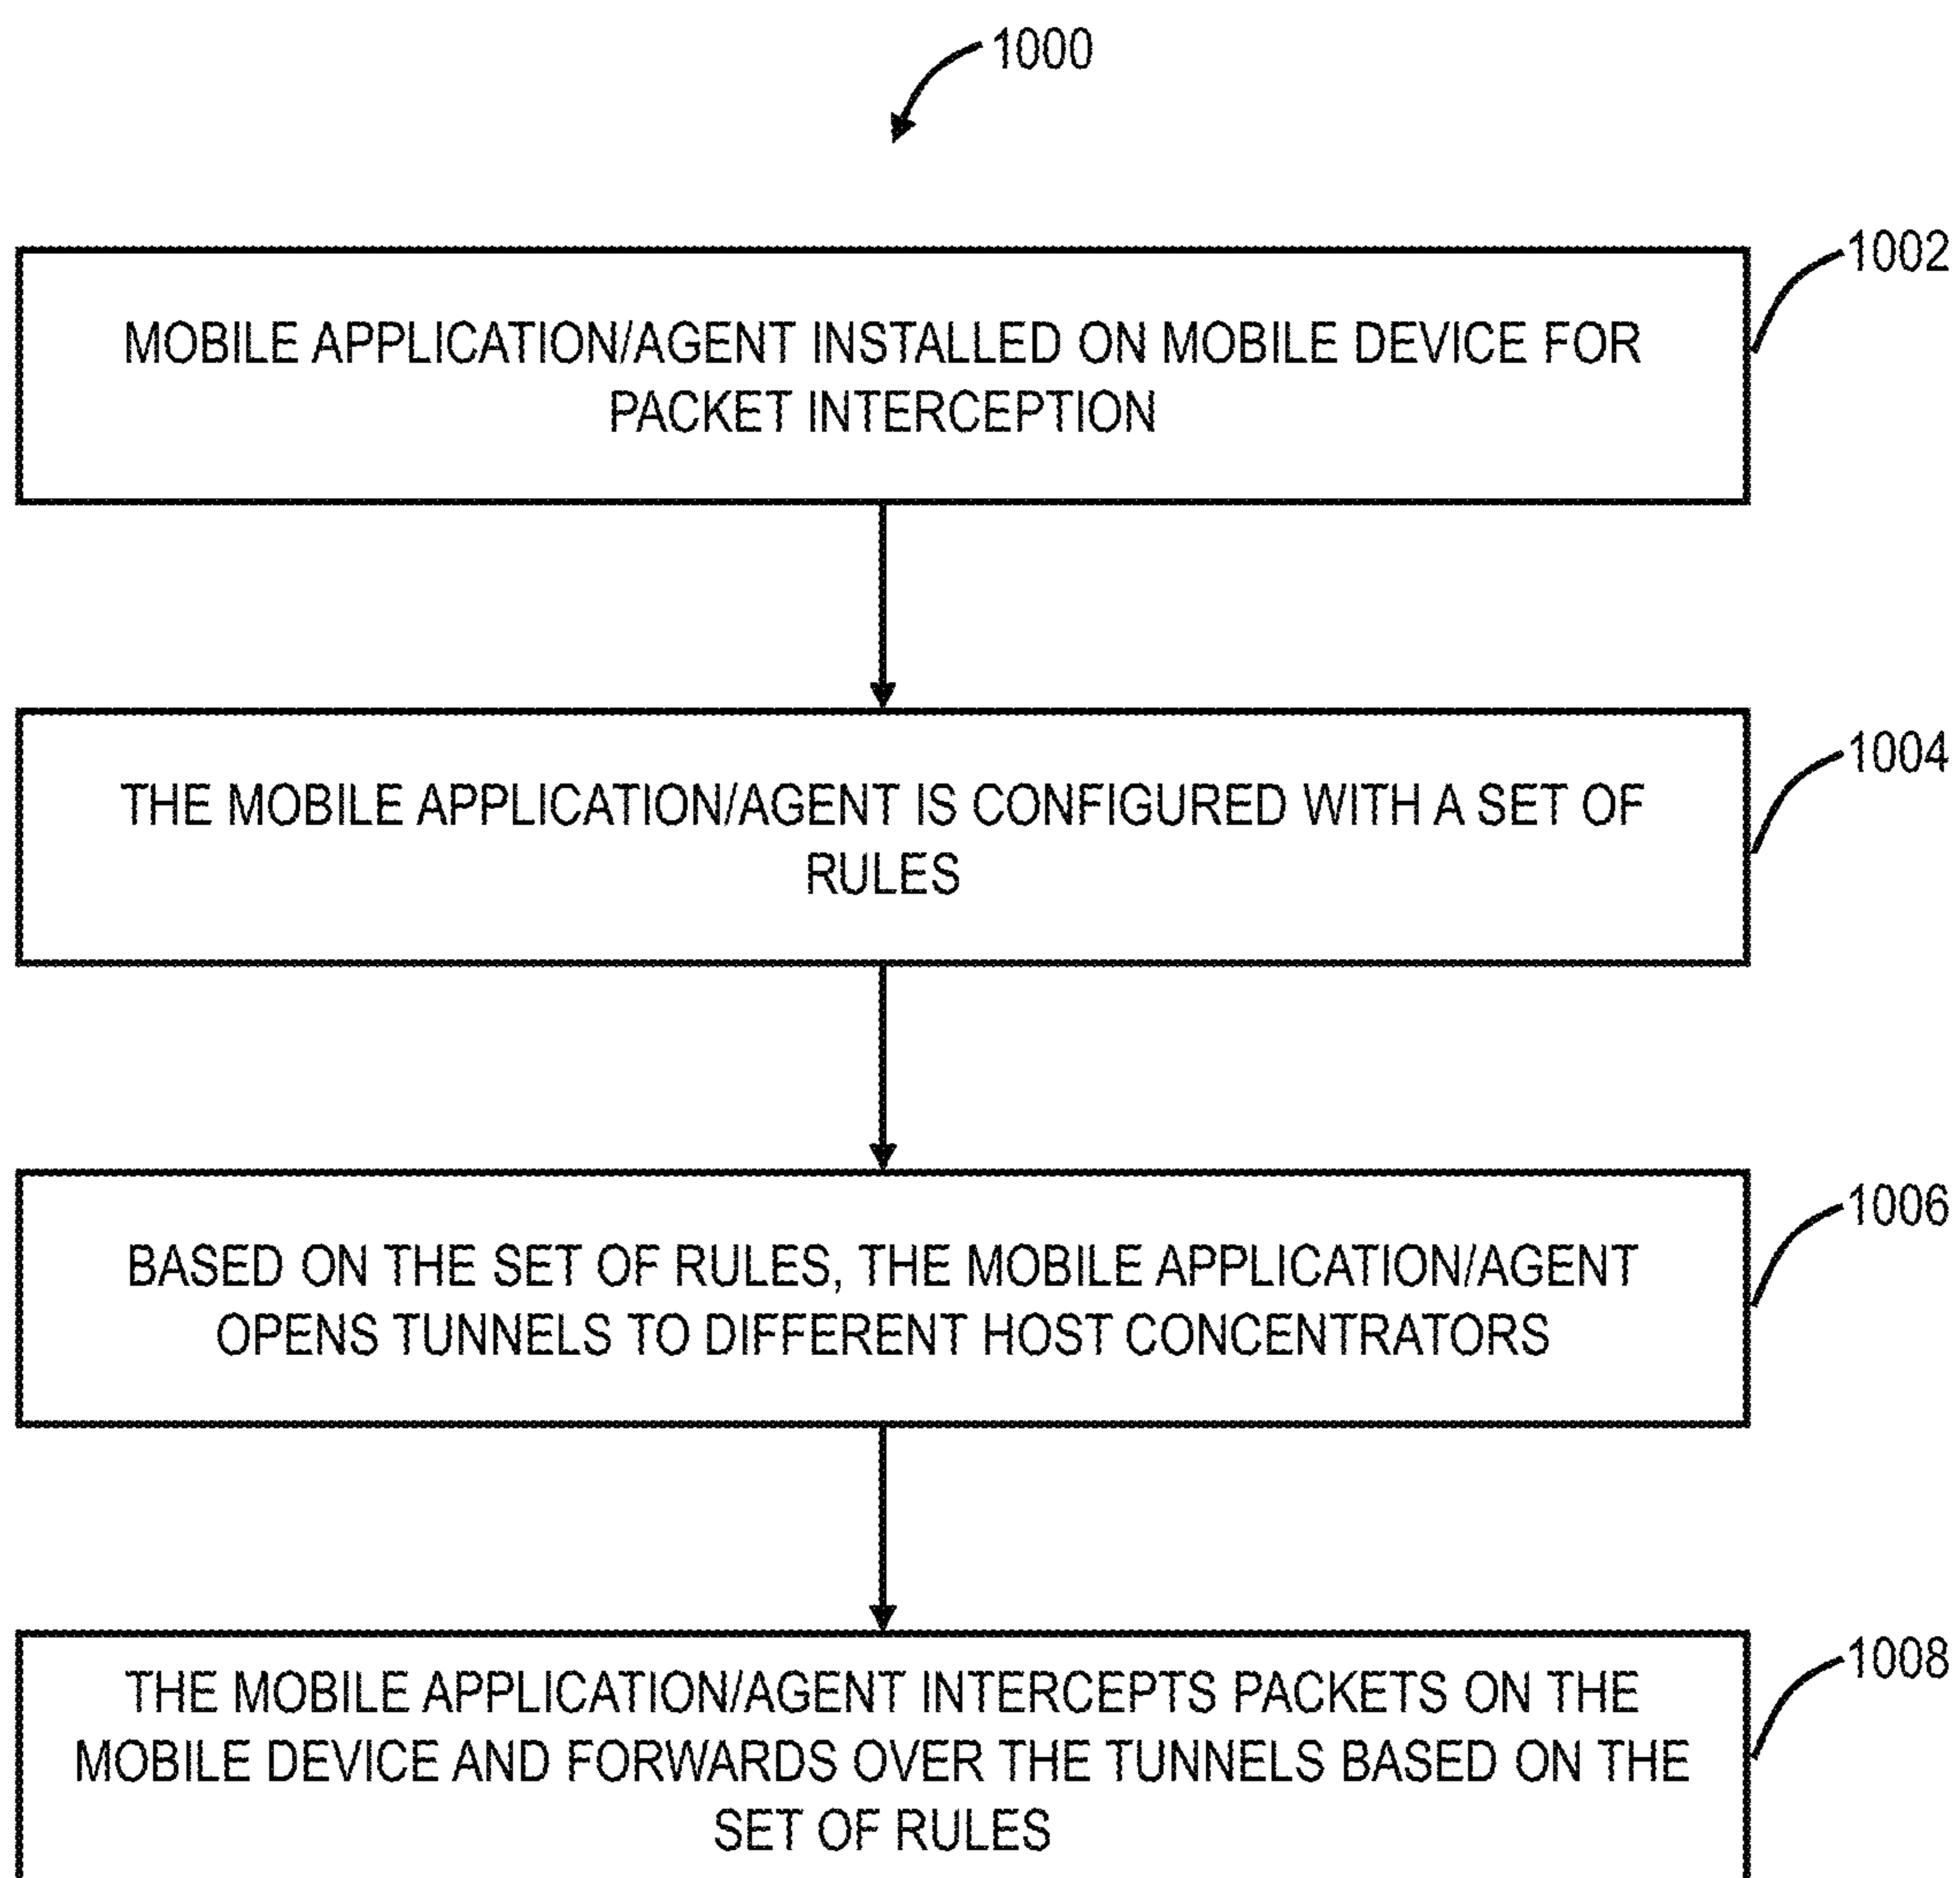 1000
1002
MOBILE APPLICATION/AGENT INSTALLED ON MOBILE DEVICE FOR
PACKET INTERCEPTION
1004
THE MOBILE APPLICATION/AGENT IS CONFIGURED WITH A SET OF
RULES
1006
BASED ON THE SET OF RULES, THE MOBILE APPLICATION/AGENT
OPENS TUNNELS TO DIFFERENT HOST CONCENTRATORS
1008
THE MOBILE APPLICATION/AGENT INTERCEPTS PACKETS ON THE
MOBILE DEVICE AND FORWARDS OVER THE TUNNELS BASED ON THE
SET OF RULES